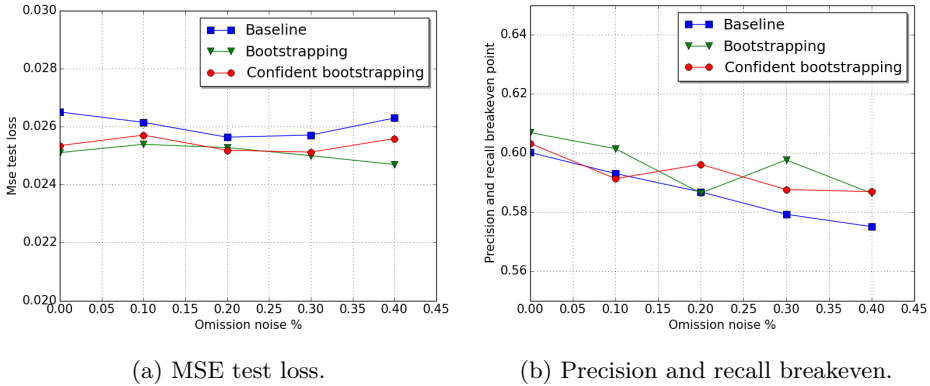 0.030
0.028
0.026
0.024
0.022
0.020
Mse test loss
Baseline
Bootstrapping
Confident bootstrapping
0.00 0.05 0.10 0.15 0.20 0.25 0.30 0.35 0.40 0.45
Omission noise %
(a) MSE test loss.
0.64
0.62
0.60
0.58
0.56
Precision and recall breakeven point
Baseline
Bootstrapping
Confident bootstrapping
0.00 0.05 0.10 0.15 0.20 0.25 0.30 0.35 0.40 0.45
Omission noise %
(b) Precision and recall breakeven.